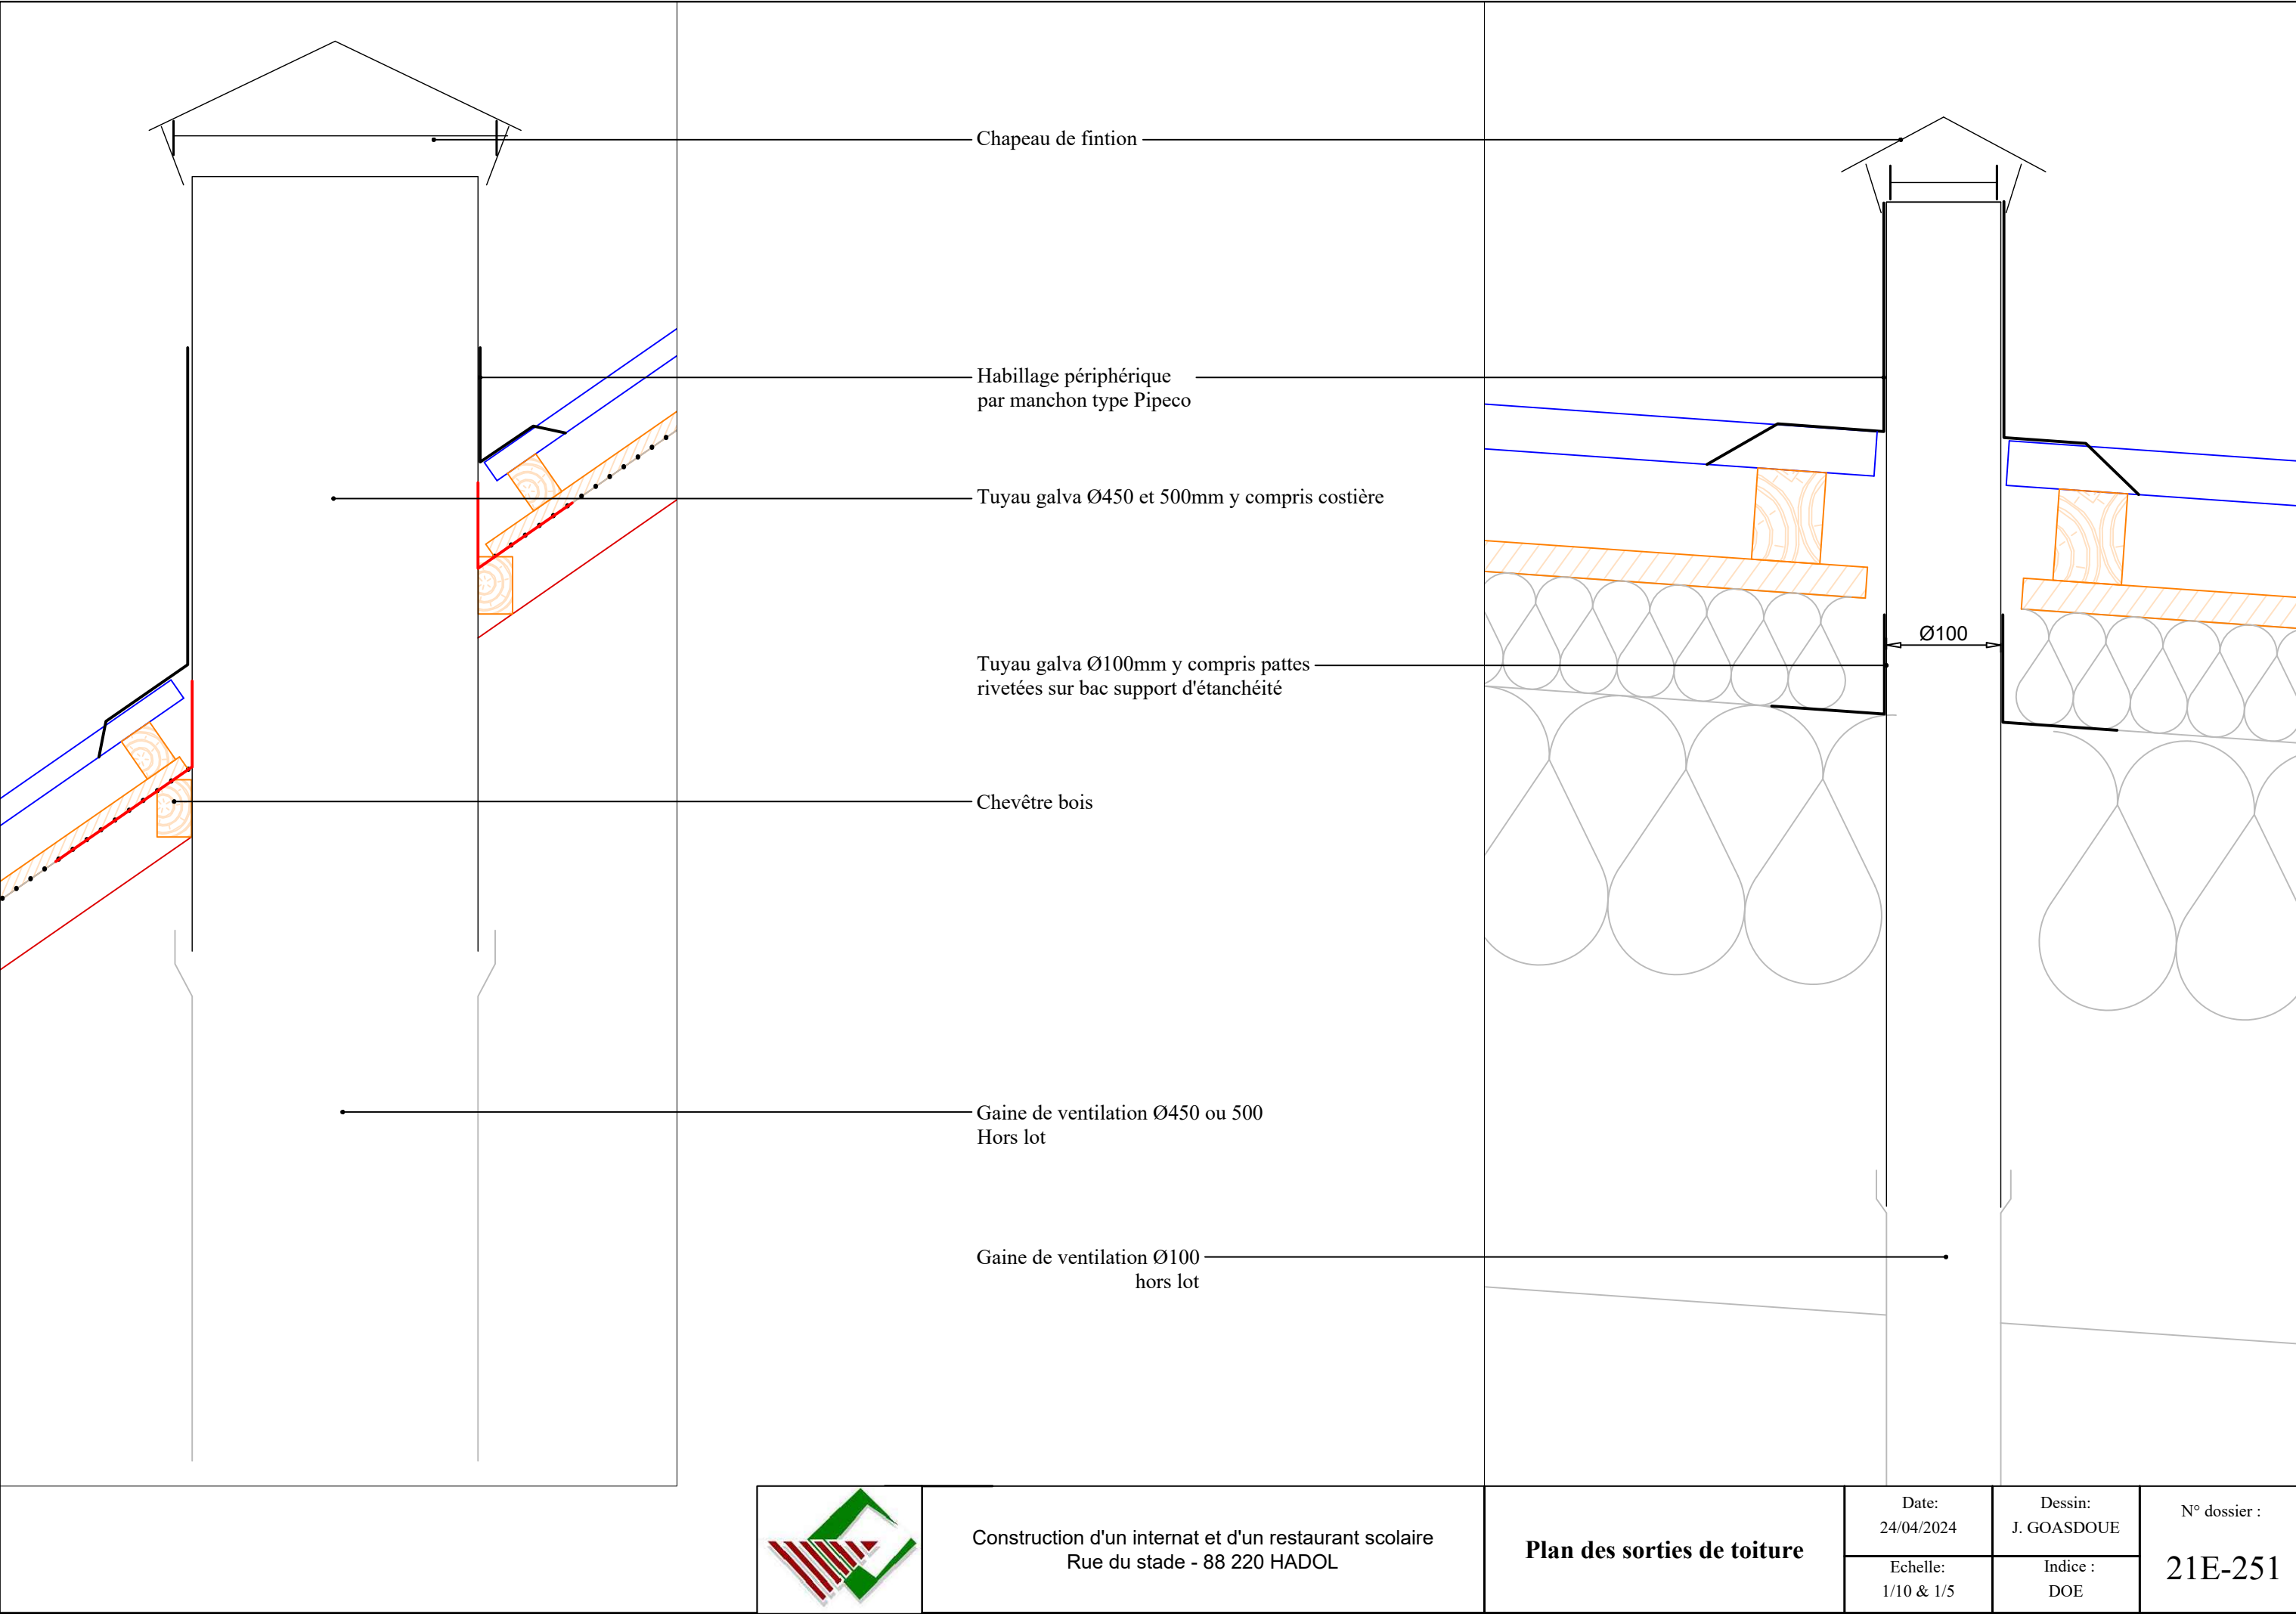 Chapeau de fintion
Habillage périphérique
par manchon type Pipeco
Tuyau galva Ø450 et 500mm y compris costière
Ø100
Tuyau galva Ø100mm y compris pattes
rivetées sur bac support d'étanchéité
Chevêtre bois
Gaine de ventilation Ø450 ou 500
Hors lot
Gaine de ventilation Ø100
hors lot
Construction d'un internat et d'un restaurant scolaire
Rue du stade - 88 220 HADOL
Plan des sorties de toiture
Date:
24/04/2024
Echelle:
1/10 & 1/5
Dessin:
J. GOASDOUE
Indice :
DOE
N° dossier :
21E-251